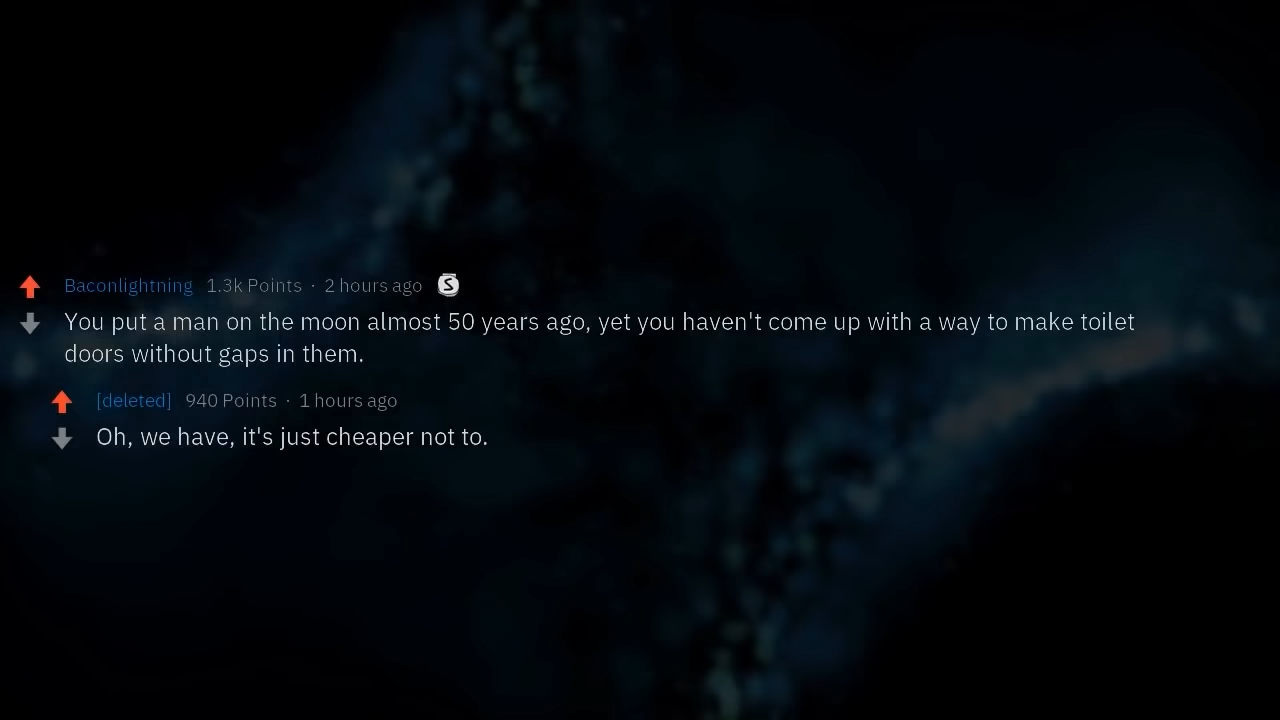 Baconlightning 1.3k Points · 2 hours ago S
You put a man on the moon almost 50 years ago, yet you haven't come up with a way to make toilet
doors without gaps in them.
[deleted] 940 Points · 1 hours ago
Oh, we have, it's just cheaper not to.